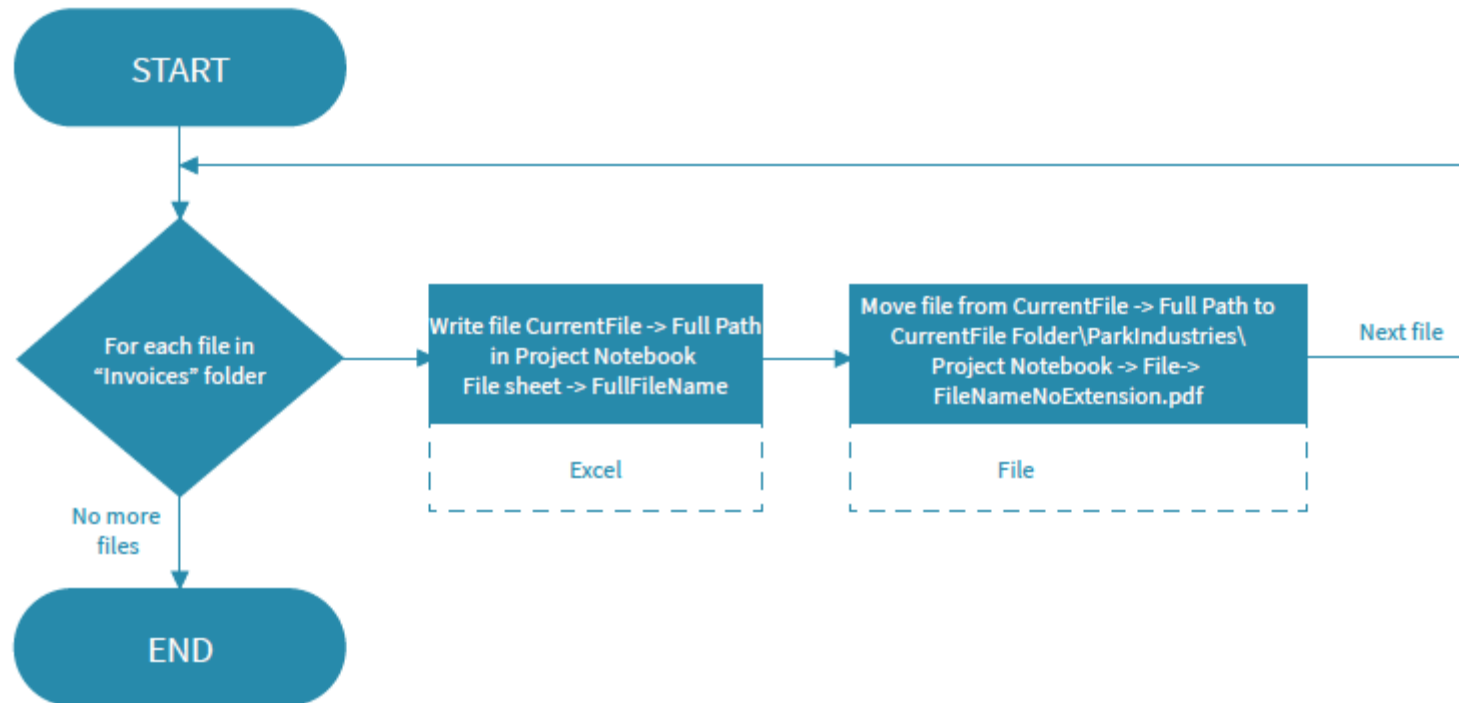 START
For each file in
“Invoices” folder
Write file CurrentFile -> Full Path
in Project Notebook
File sheet -> FullFileName
Excel
Move file from CurrentFile -> Full Path to
CurrentFile Folder\ParkIndustries\
Project Notebook -> File->
FileNameNoExtension.pdf
File
Next file
No more
files
END